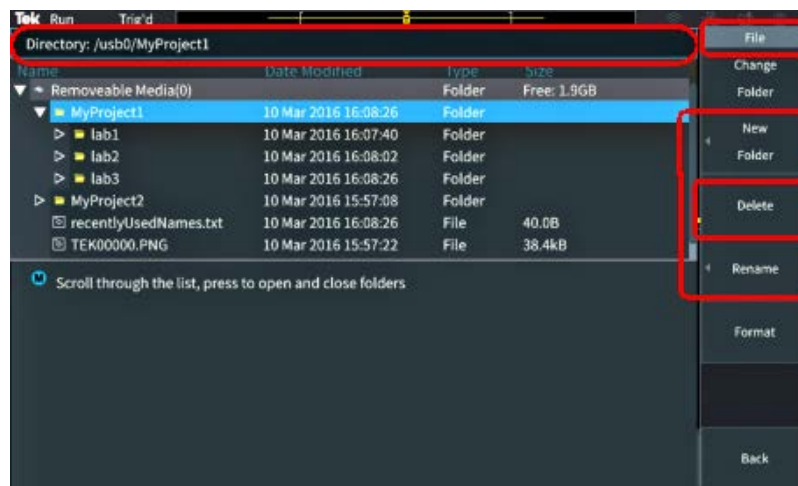 Tek Run Trig'd
Directory: /usb0/MyProject1
Name Date Modified Type Size
Removeable Media(0) Folder Free: 1.9GB
MyProject1 10 Mar 2016 16:08:26 Folder
lab1 10 Mar 2016 16:07:40 Folder
lab2 10 Mar 2016 16:08:02 Folder
lab3 10 Mar 2016 16:08:26 Folder
MyProject2 10 Mar 2016 15:57:08 Folder
recentlyUsedNames.txt 10 Mar 2016 16:08:26 File 40.0B
TEK00000.PNG 10 Mar 2016 15:57:22 File 38.4kB
M Scroll through the list, press to open and close folders
File
Change
Folder
New
Folder
Delete
Rename
Format
Back